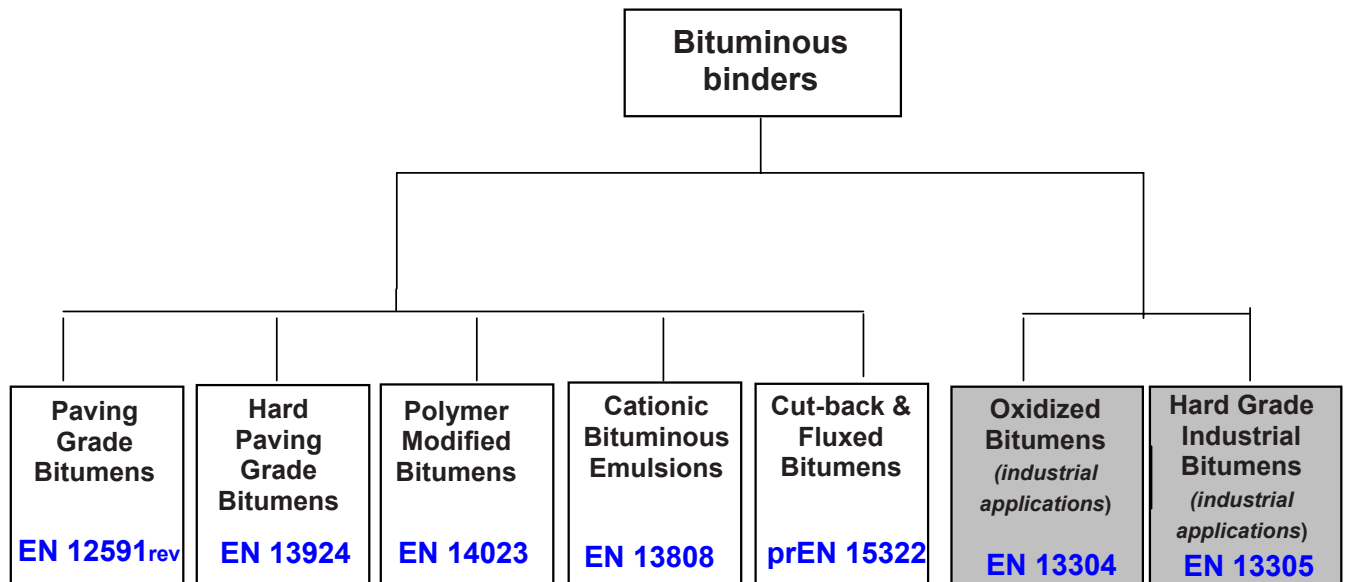 Bituminous
binders
Paving
Grade
Bitumens
EN 12591rev
Hard
Paving
Grade
Bitumens
EN 13924
Polymer
Modified
Bitumens
EN 14023
Cationic
Bituminous
Emulsions
EN 13808
Cut-back &
Fluxed
Bitumens
prEN 15322
Oxidized
Bitumens
(industrial
applications)
EN 13304
Hard Grade
Industrial
Bitumens
(industrial
applications)
EN 13305